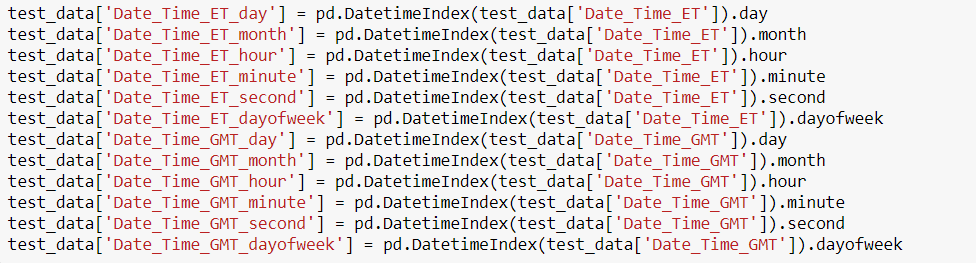 test_data['Date_Time_ET_day'] = pd.DatetimeIndex(test_data['Date_Time_ET']).day
test_data['Date_Time_ET_month'] = pd.DatetimeIndex(test_data['Date_Time_ET']).month
test_data['Date_Time_ET_hour'] = pd.DatetimeIndex(test_data['Date_Time_ET']).hour
test_data['Date_Time_ET_minute'] = pd.DatetimeIndex(test_data['Date_Time_ET']).minute
test_data['Date_Time_ET_second'] = pd.DatetimeIndex(test_data['Date_Time_ET']).second
test_data['Date_Time_ET_dayofweek'] = pd.DatetimeIndex(test_data['Date_Time_ET']).dayofweek
test_data['Date_Time_GMT_day'] = pd.DatetimeIndex(test_data['Date_Time_GMT']).day
test_data['Date_Time_GMT_month'] = pd.DatetimeIndex(test_data['Date_Time_GMT']).month
test_data['Date_Time_GMT_hour'] = pd.DatetimeIndex(test_data['Date_Time_GMT']).hour
test_data['Date_Time_GMT_minute'] = pd.DatetimeIndex(test_data['Date_Time_GMT']).minute
test_data['Date_Time_GMT_second'] = pd.DatetimeIndex(test_data['Date_Time_GMT']).second
test_data['Date_Time_GMT_dayofweek'] = pd.DatetimeIndex(test_data['Date_Time_GMT']).dayofweek